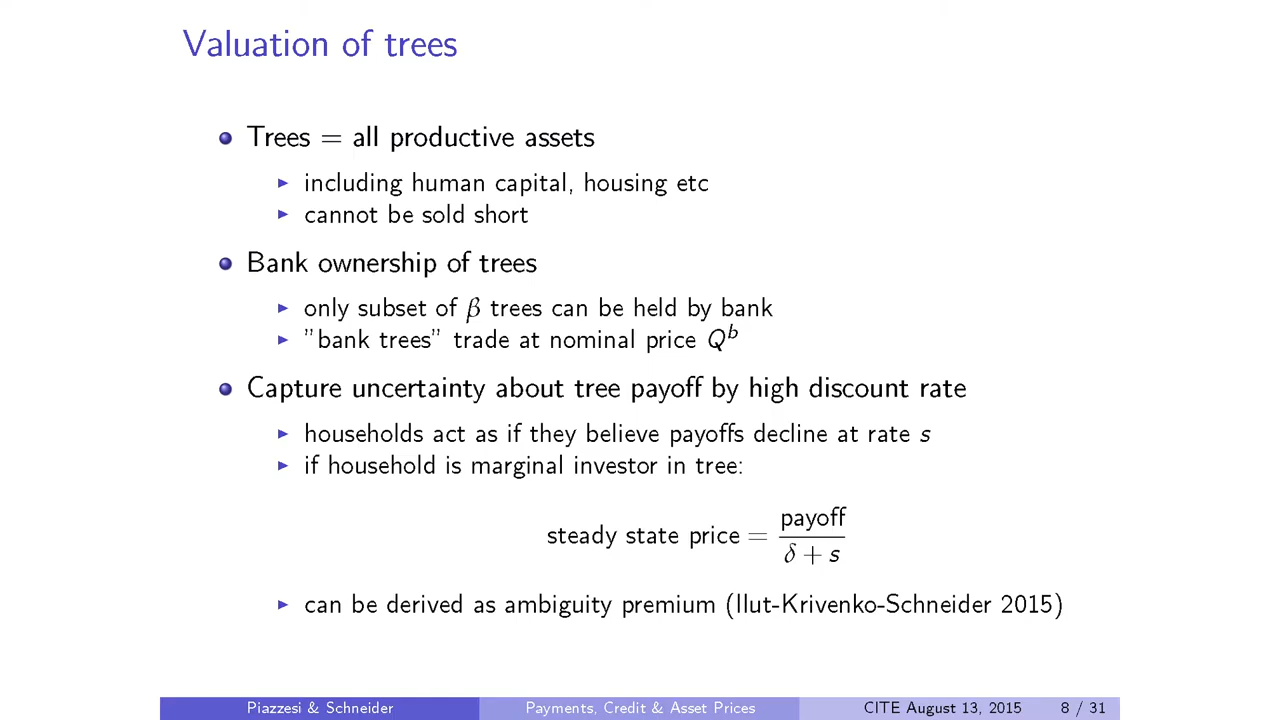 Valuation of trees
Trees = all productive assets
including human capital, housing etc
cannot be sold short
Bank ownership of trees
only subset of β trees can be held by bank
”bank trees” trade at nominal price Q^b
Capture uncertainty about tree payoff by high discount rate
households act as if they believe payoffs decline at rate s
if household is marginal investor in tree:
steady state price = payoff / δ + s
can be derived as ambiguity premium (Ilut-Krivenko-Schneider 2015)
Piazzesi & Schneider Payments, Credit & Asset Prices CITE August 13, 2015 8 / 31